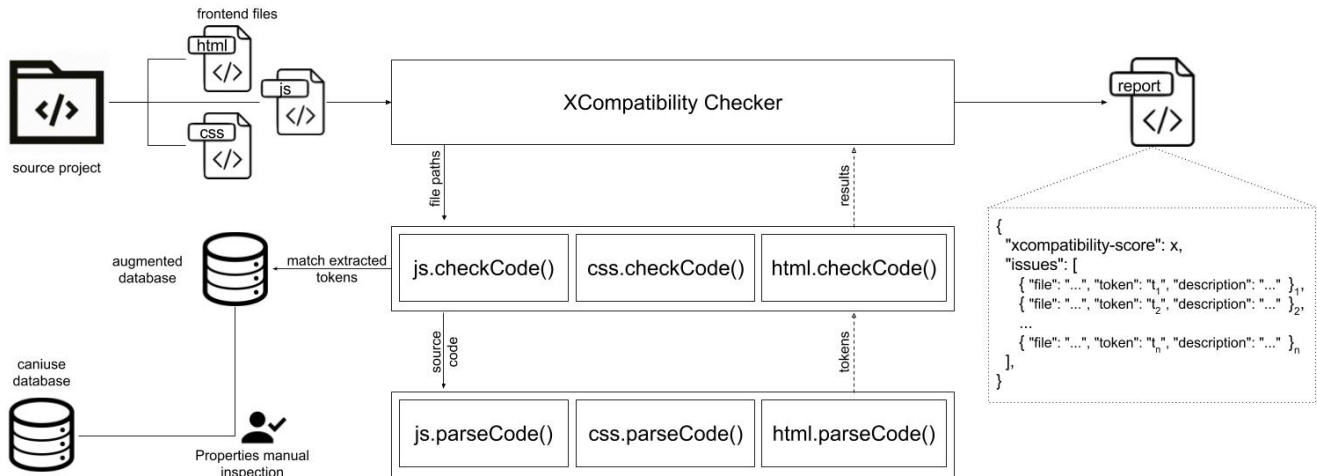 frontend files
html
js
css
source project
XCompatibility Checker
report
file paths
results
augmented
database
match extracted
tokens
js.checkCode()
css.checkCode()
html.checkCode()
source
code
tokens
caniuse
database
Properties manual
inspection
js.parseCode()
css.parseCode()
html.parseCode()
{
"xcompatibility-score": x,
"issues": [
{ "file": "...", "token": "t1", "description": "..." }1,
{ "file": "...", "token": "t2", "description": "..." }2,
...
{ "file": "...", "token": "tn", "description": "..." }n
],
}